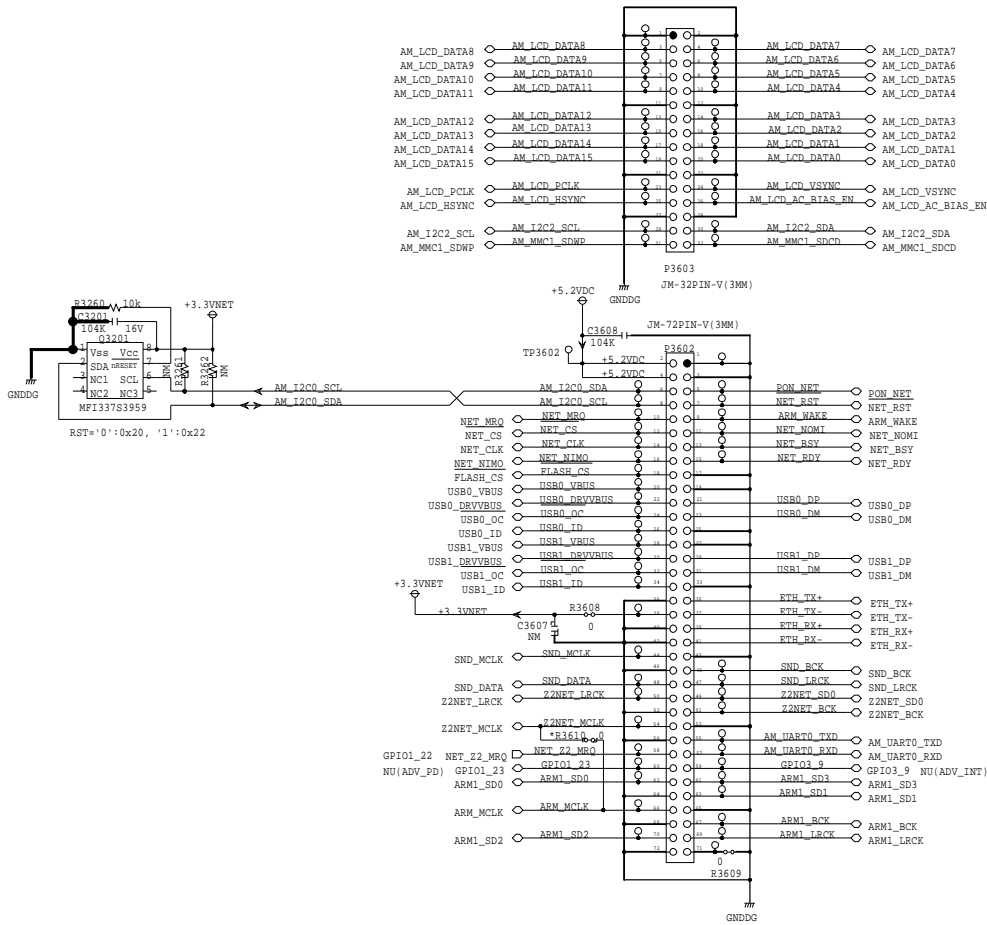 AM_LCD_DATA8 AM_LCD_DATA8 AM_LCD_DATA7 AM_LCD_DATA7
AM_LCD_DATA9 AM_LCD_DATA9 AM_LCD_DATA6 AM_LCD_DATA6
AM_LCD_DATA10 AM_LCD_DATA10 AM_LCD_DATA5 AM_LCD_DATA5
AM_LCD_DATA11 AM_LCD_DATA11 AM_LCD_DATA4 AM_LCD_DATA4
AM_LCD_DATA12 AM_LCD_DATA12 AM_LCD_DATA3 AM_LCD_DATA3
AM_LCD_DATA13 AM_LCD_DATA13 AM_LCD_DATA2 AM_LCD_DATA2
AM_LCD_DATA14 AM_LCD_DATA14 AM_LCD_DATA1 AM_LCD_DATA1
AM_LCD_DATA15 AM_LCD_DATA15 AM_LCD_DATA0 AM_LCD_DATA0
AM_LCD_PCLK AM_LCD_PCLK AM_LCD_VSYNC AM_LCD_VSYNC
AM_LCD_HSYNC AM_LCD_HSYNC AM_LCD_AC_BIAS_EN AM_LCD_AC_BIAS_EN
AM_I2C2_SCL AM_I2C2_SCL AM_I2C2_SDA AM_I2C2_SDA
AM_MMC1_SDWP AM_MMC1_SDWP AM_MMC1_SDCD AM_MMC1_SDCD
P3603
JM-32PIN-V(3MM)
GNDDG
+5.2VDC
R3260 10k +3.3VNET
C3201
104K 16V
Q3201
1 Vss Vcc 8
2 SDA nRESET 7
3 NC1 SCL 6
4 NC2 NC3 5
MFI337S3959
NM R3261 R3262 NM
GNDDG
RST='0':0x20, '1':0x22
C3608
104K
JM-72PIN-V(3MM)
TP3602
P3602
+5.2VDC
+5.2VDC
AM_I2C0_SCL AM_I2C0_SDA PON_NET PON_NET
AM_I2C0_SDA AM_I2C0_SCL NET_RST NET_RST
NET_MRQ NET_MRQ ARM_WAKE ARM_WAKE
NET_CS NET_CS NET_NOMI NET_NOMI
NET_CLK NET_CLK NET_BSY NET_BSY
NET_NIMO NET_NIMO NET_RDY NET_RDY
FLASH_CS FLASH_CS
USB0_VBUS USB0_VBUS
USB0_DRVVBUS USB0_DRVVBUS USB0_DP USB0_DP
USB0_OC USB0_OC USB0_DM USB0_DM
USB0_ID USB0_ID
USB1_VBUS USB1_VBUS
USB1_DRVVBUS USB1_DRVVBUS USB1_DP USB1_DP
USB1_OC USB1_OC USB1_DM USB1_DM
USB1_ID USB1_ID
+3.3VNET
ETH_TX+ ETH_TX+
+3.3VNET R3608 ETH_TX- ETH_TX-
C3607 0 ETH_RX+ ETH_RX+
NM ETH_RX- ETH_RX-
SND_MCLK SND_MCLK
SND_BCK SND_BCK
SND_DATA SND_DATA SND_LRCK SND_LRCK
Z2NET_LRCK Z2NET_LRCK Z2NET_SD0 Z2NET_SD0
Z2NET_BCK Z2NET_BCK
Z2NET_MCLK Z2NET_MCLK
*R3610 0 AM_UART0_TXD AM_UART0_TXD
GPIO1_22 NET_Z2_MRQ NET_Z2_MRQ AM_UART0_RXD AM_UART0_RXD
NU(ADV_PD) GPIO1_23 GPIO1_23 GPIO3_9 GPIO3_9 NU(ADV_INT)
ARM1_SD0 ARM1_SD0 ARM1_SD3 ARM1_SD3
ARM1_SD1 ARM1_SD1
ARM_MCLK ARM_MCLK
ARM1_BCK ARM1_BCK
ARM1_SD2 ARM1_SD2 ARM1_LRCK ARM1_LRCK
0
R3609
GNDDG